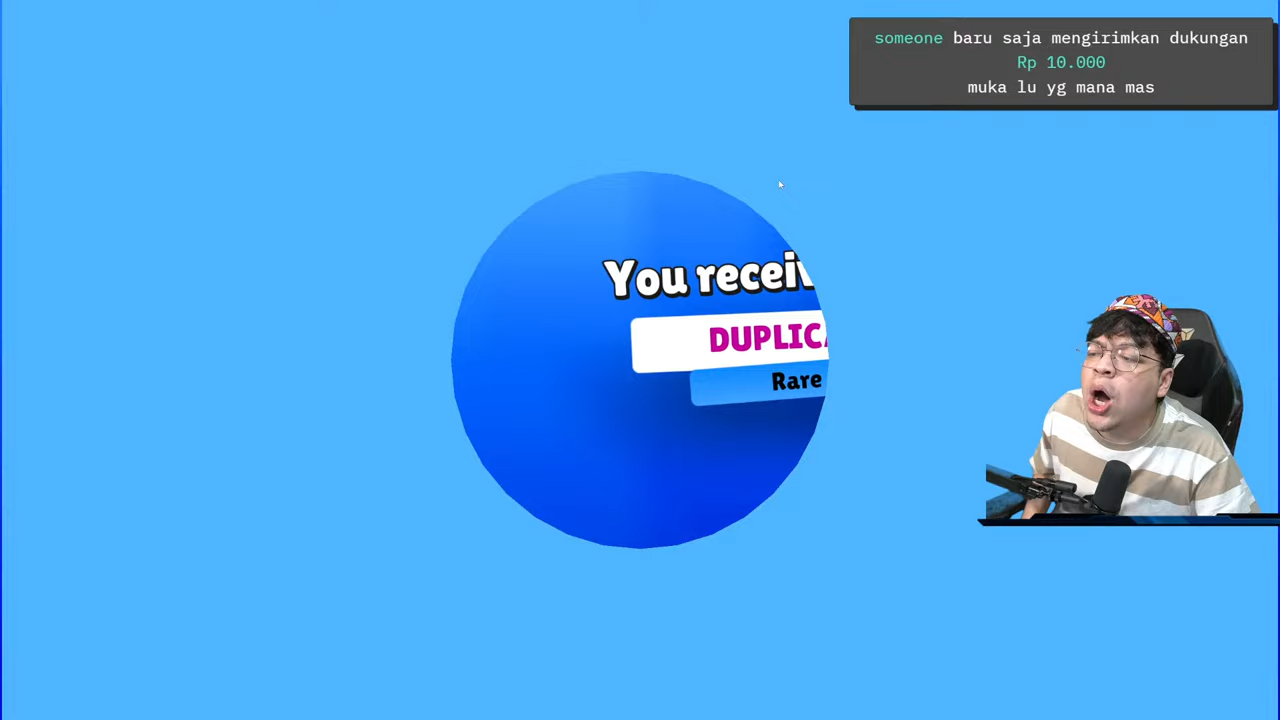 someone baru saja mengirimkan dukungan
Rp 10.000
muka lu yg mana mas
You receiv
DUPLICA
Rare